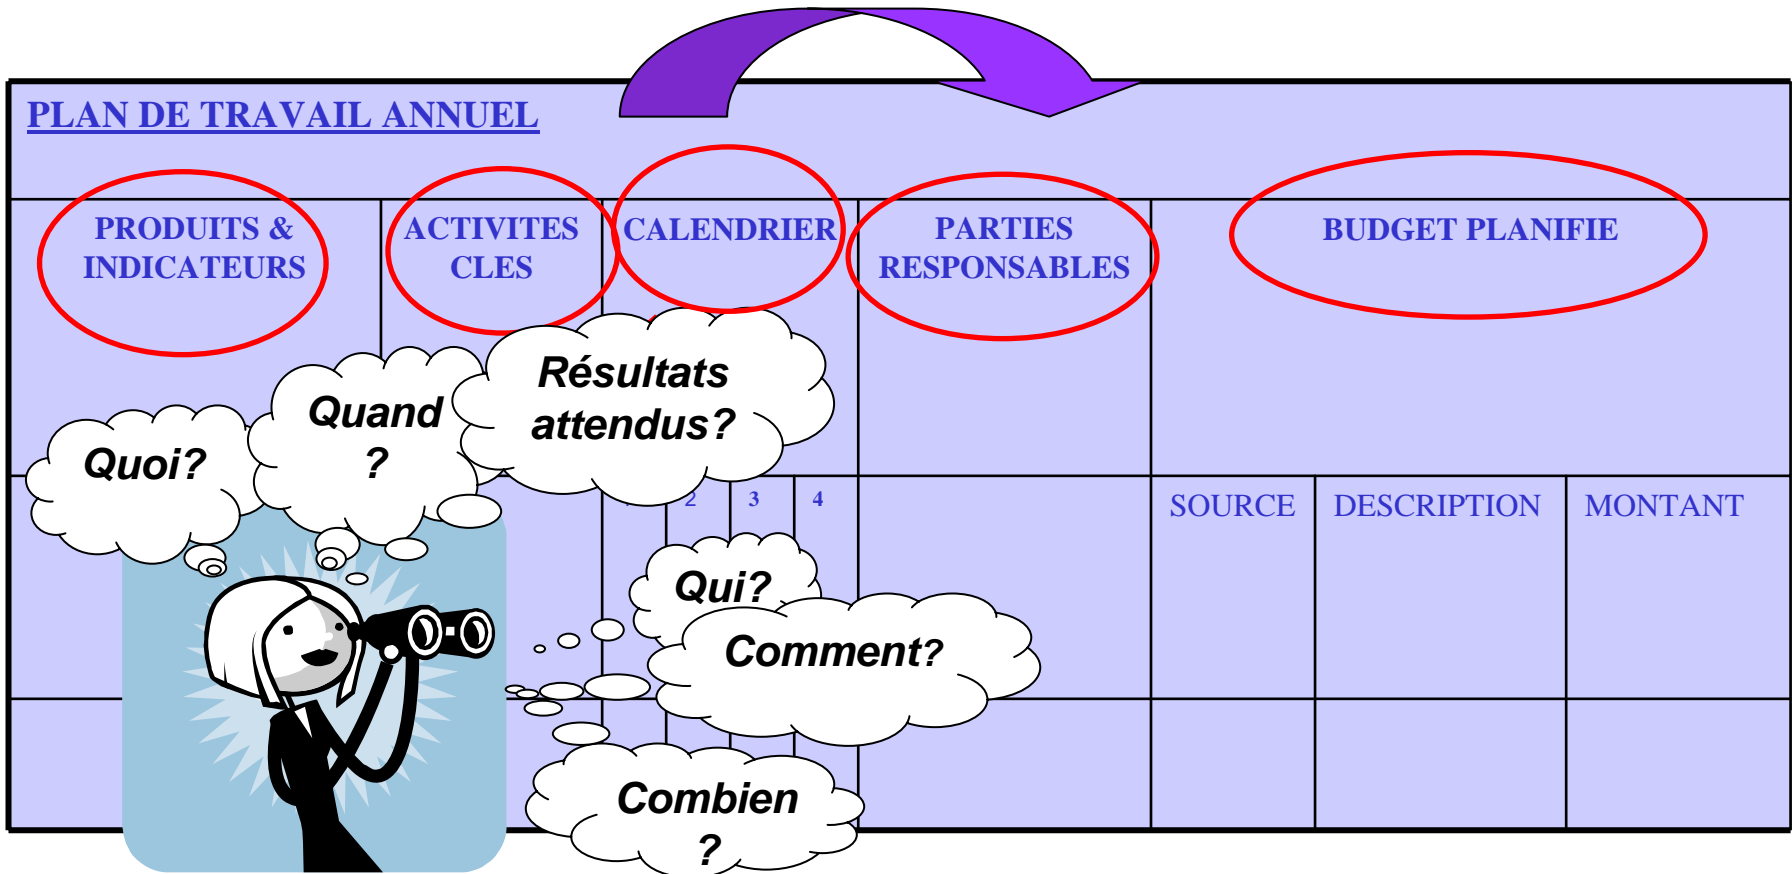 PLAN DE TRAVAIL ANNUEL
PRODUITS &
INDICATEURS
ACTIVITES
CLES
CALENDRIER
PARTIES
RESPONSABLES
BUDGET PLANIFIE
Résultats
attendus?
Quand
?
Quoi?
2 3 4
SOURCE DESCRIPTION MONTANT
Qui?
Comment?
Combien
?